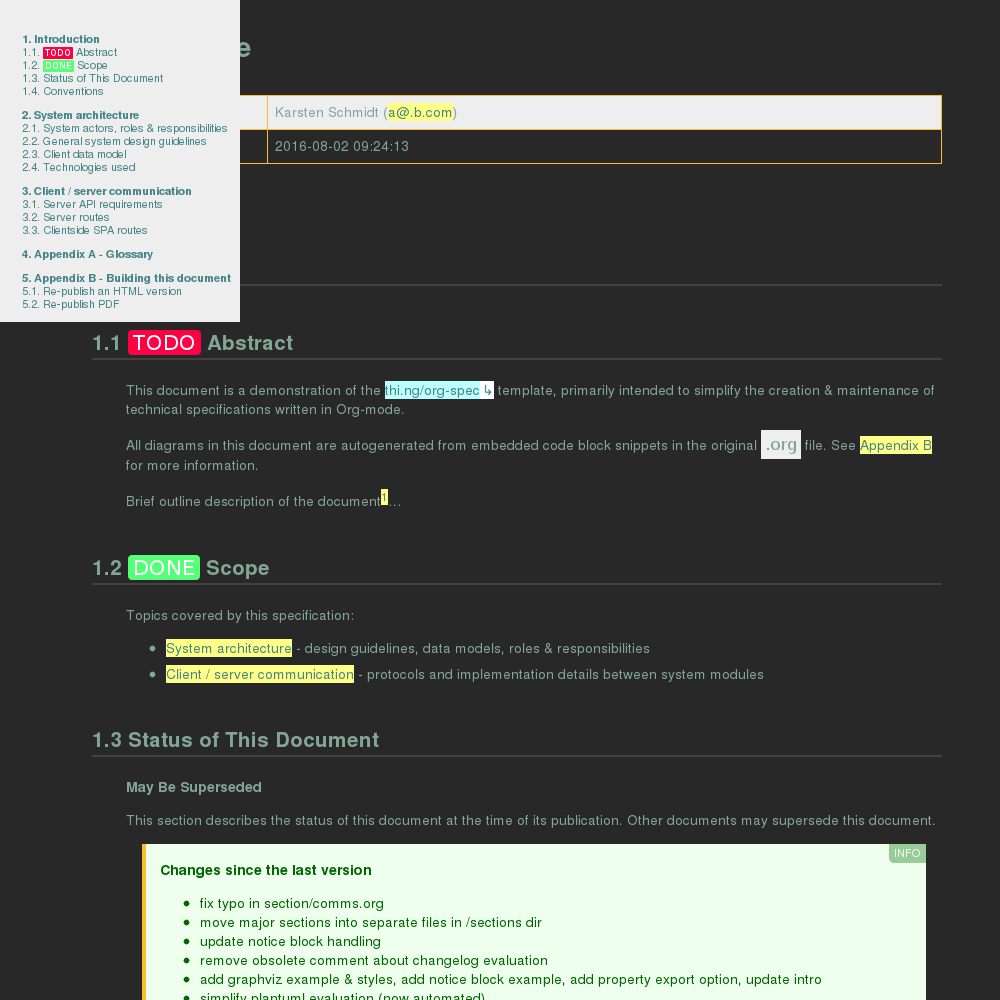 1. Introduction
1.1. TODO Abstract
1.2. DONE Scope
1.3. Status of This Document
1.4. Conventions
2. System architecture
2.1. System actors, roles & responsibilities
2.2. General system design guidelines
2.3. Client data model
2.4. Technologies used
3. Client / server communication
3.1. Server API requirements
3.2. Server routes
3.3. Clientside SPA routes
4. Appendix A - Glossary
5. Appendix B - Building this document
5.1. Re-publish an HTML version
5.2. Re-publish PDF
Karsten Schmidt (a@.b.com)
2016-08-02 09:24:13
1.1 TODO Abstract
This document is a demonstration of the thi.ng/org-spec ↳ template, primarily intended to simplify the creation & maintenance of
technical specifications written in Org-mode.
All diagrams in this document are autogenerated from embedded code block snippets in the original .org file. See Appendix B
for more information.
Brief outline description of the document1...
1.2 DONE Scope
Topics covered by this specification:
• System architecture - design guidelines, data models, roles & responsibilities
• Client / server communication - protocols and implementation details between system modules
1.3 Status of This Document
May Be Superseded
This section describes the status of this document at the time of its publication. Other documents may supersede this document.
INFO
Changes since the last version
• fix typo in section/comms.org
• move major sections into separate files in /sections dir
• update notice block handling
• remove obsolete comment about changelog evaluation
• add graphviz example & styles, add notice block example, add property export option, update intro
• simplify plantuml evaluation (now automated)